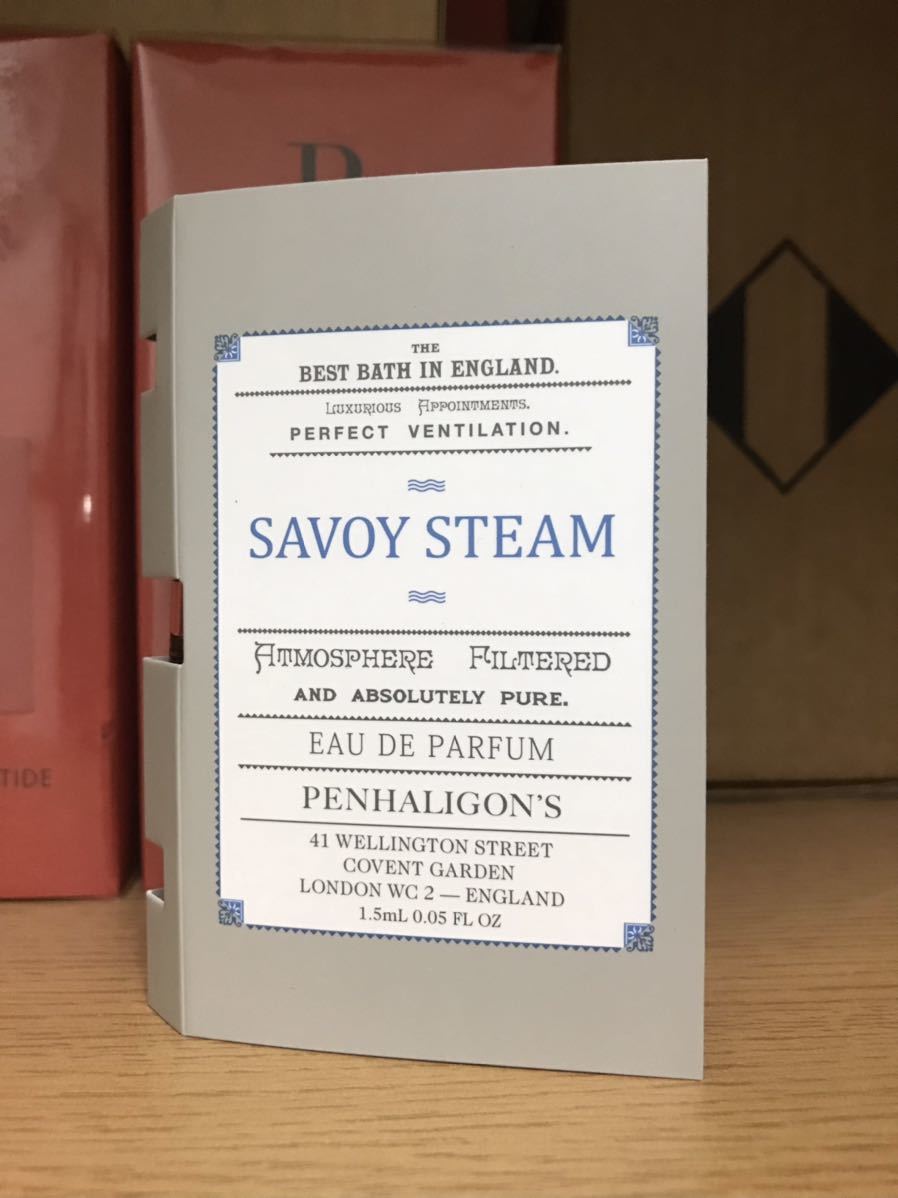 THE
BEST BATH IN ENGLAND.
LUXURIOUS APPOINTMENTS.
PERFECT VENTILATION.
SAVOY STEAM
ATMOSPHERE FILTERED
AND ABSOLUTELY PURE.
EAU DE PARFUM
PENHALIGON'S
41 WELLINGTON STREET
COVENT GARDEN
LONDON WC 2 — ENGLAND
1.5mL 0.05 FL OZ
TIDE